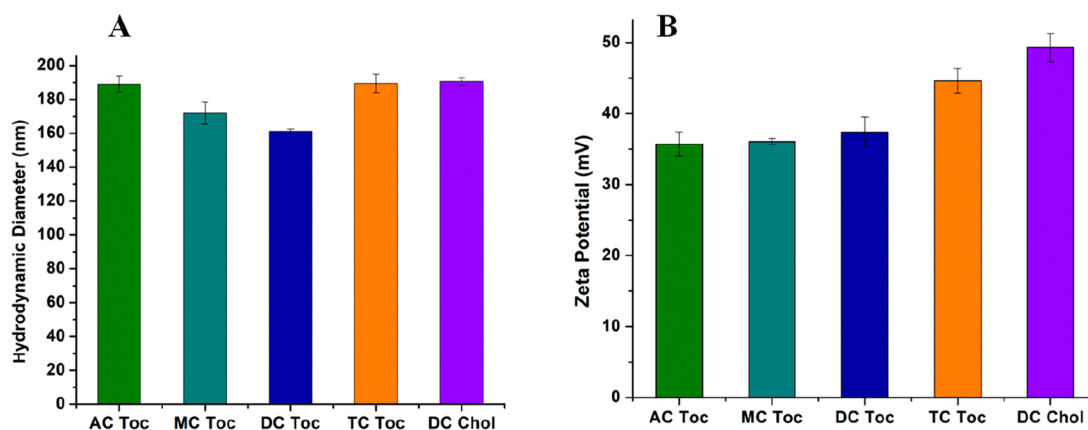 A
Hydrodynamic Diameter (nm)
200
180
160
140
120
100
80
60
40
20
0
AC Toc MC Toc DC Toc TC Toc DC Chol
B
Zeta Potential (mV)
50
40
30
20
10
0
AC Toc MC Toc DC Toc TC Toc DC Chol